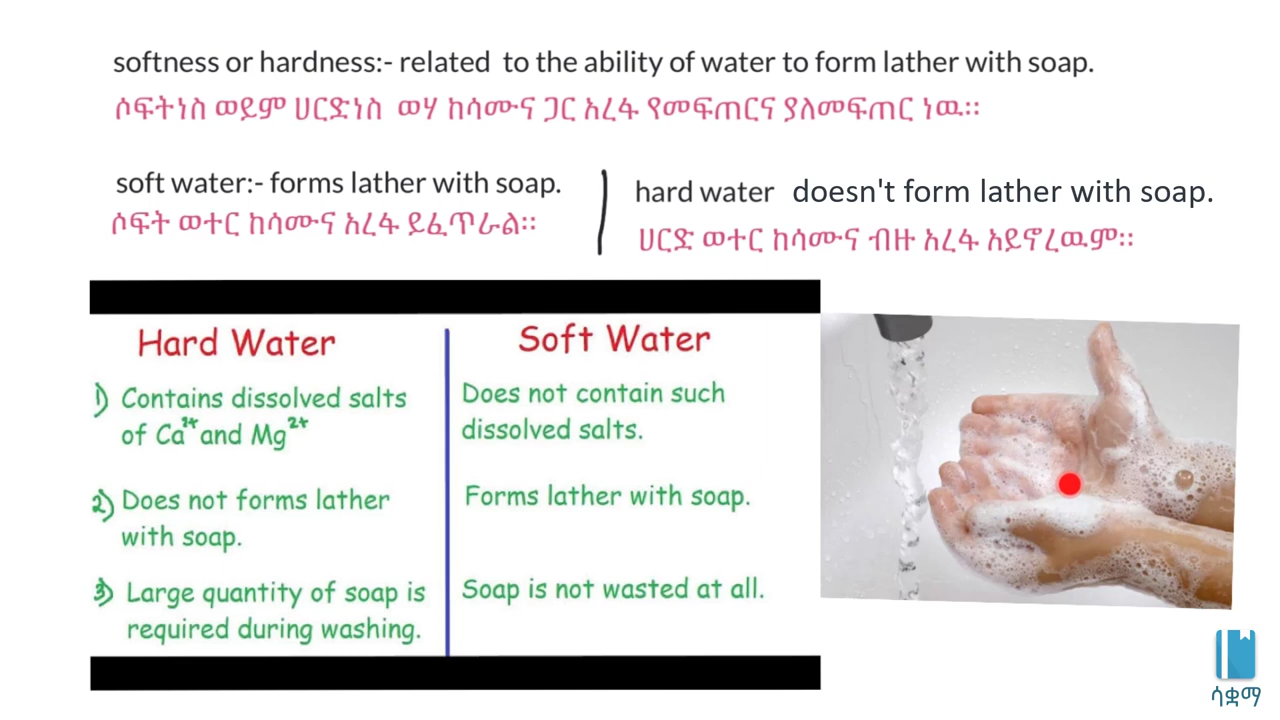 softness or hardness:- related to the ability of water to form lather with soap.
ሶፍትነስ ወይም ሀርድነስ ወሃ ከሳሙና ጋር አረፋ የመፍጠርና ያለመፍጠር ነዉ፡፡
soft water:- forms lather with soap.
ሶፍት ወተር ከሳሙና አረፋ ይፈጥራል፡፡
hard water doesn't form lather with soap.
ሀርድ ወተር ከሳሙና ብዙ አረፋ አይኖረዉም፡፡
Hard Water
1) Contains dissolved salts
of Ca²⁺ and Mg²⁺
2) Does not forms lather
with soap.
3) Large quantity of soap is
required during washing.
Soft Water
Does not contain such
dissolved salts.
Forms lather with soap.
Soap is not wasted at all.
ሳቋማ